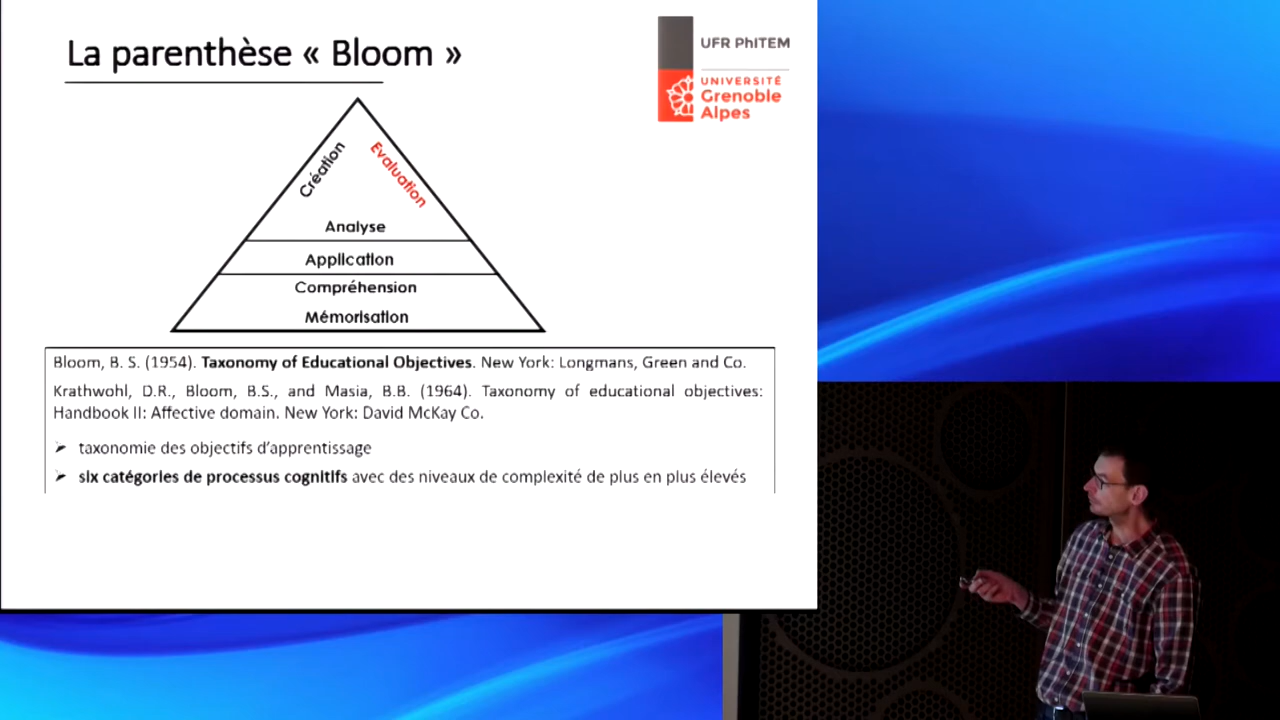 La parenthèse « Bloom »
UFR PhITEM
UNIVERSITÉ
Grenoble
Alpes
Création
Evaluation
Analyse
Application
Compréhension
Mémorisation
Bloom, B. S. (1954). Taxonomy of Educational Objectives. New York: Longmans, Green and Co.
Krathwohl, D.R., Bloom, B.S., and Masia, B.B. (1964). Taxonomy of educational objectives:
Handbook II: Affective domain. New York: David McKay Co.
➢ taxonomie des objectifs d'apprentissage
➢ six catégories de processus cognitifs avec des niveaux de complexité de plus en plus élevés